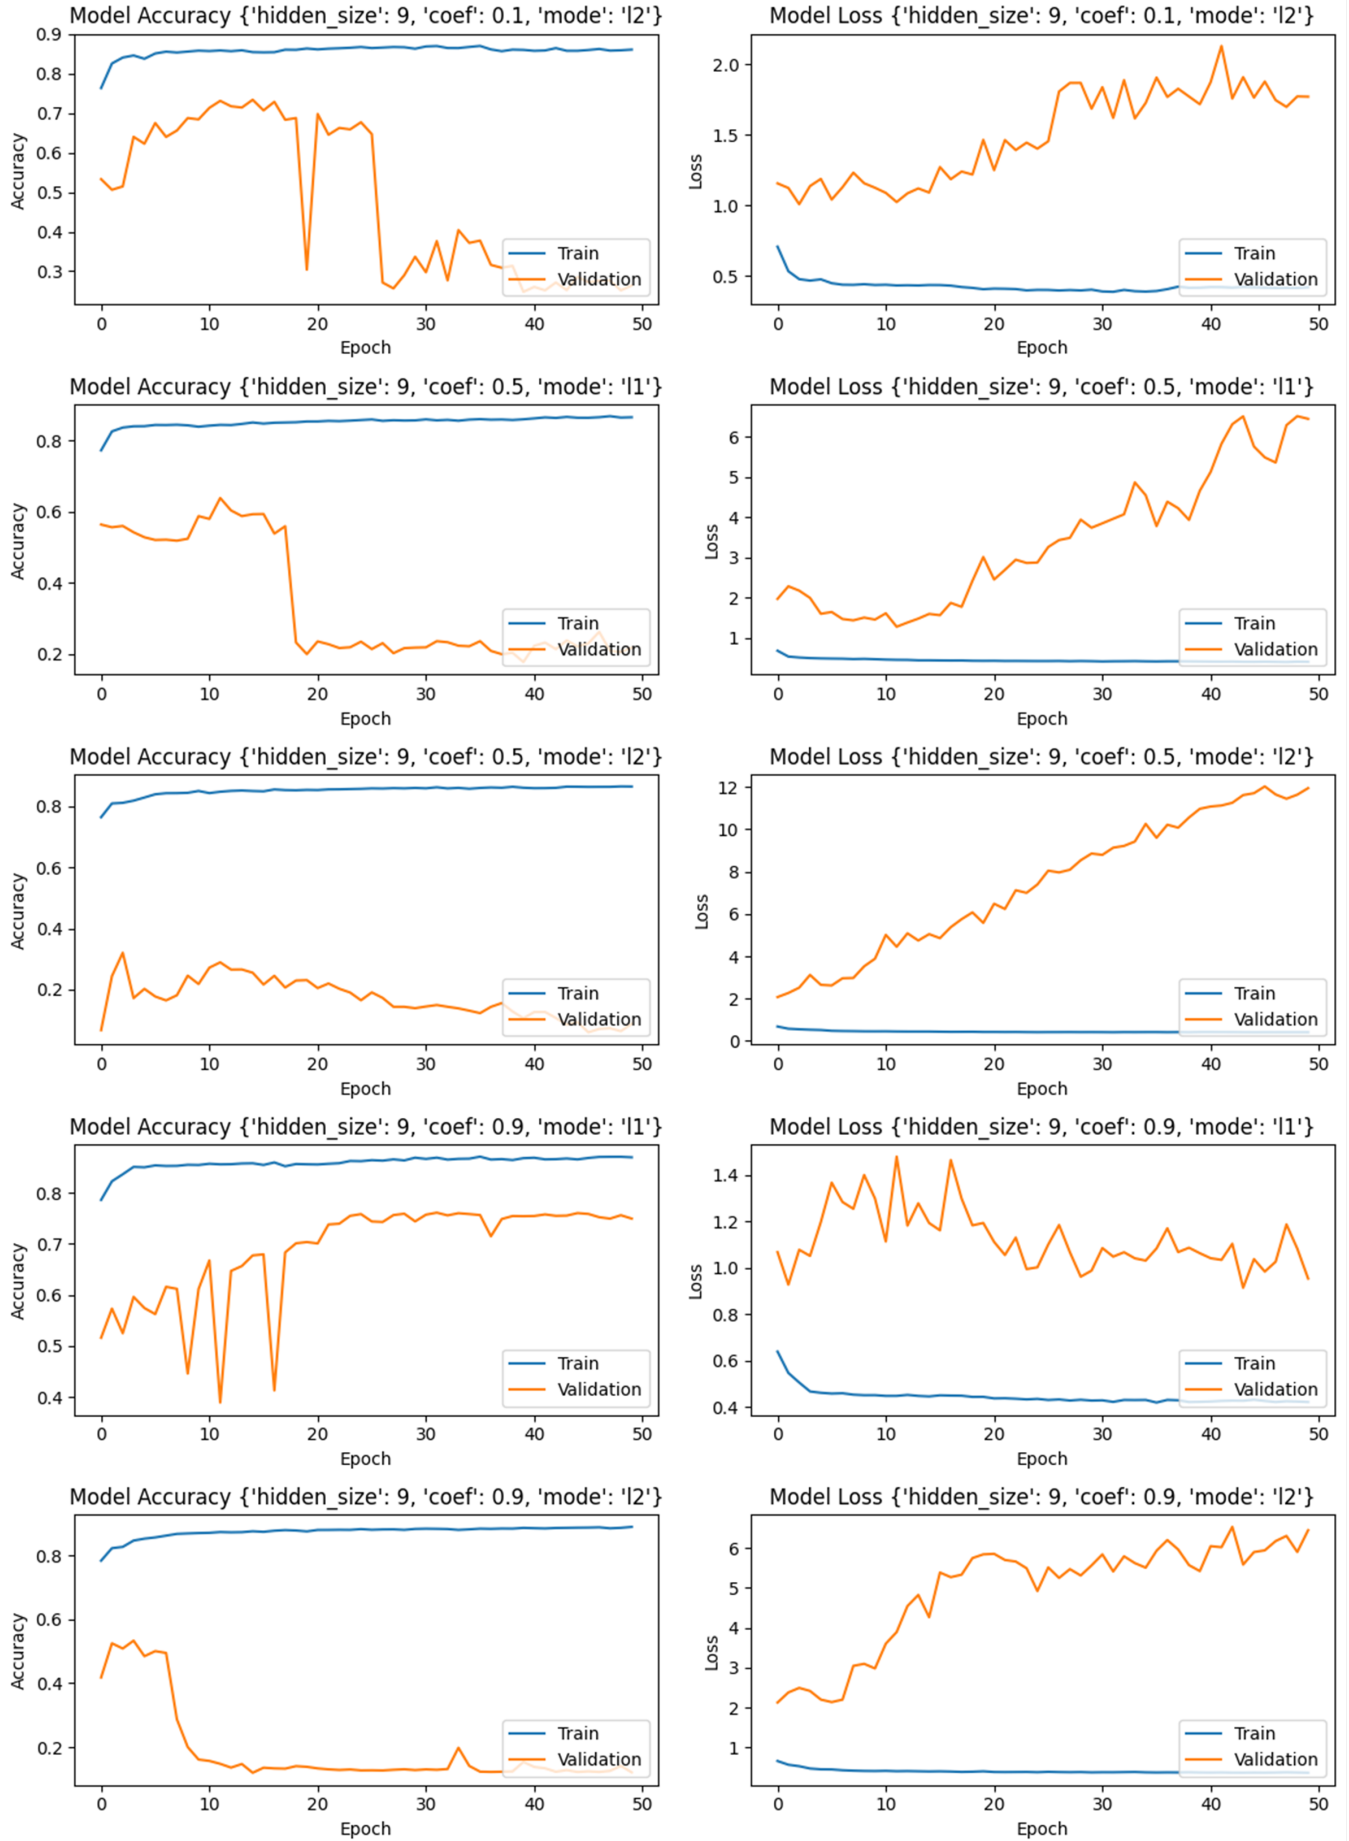 Model Accuracy {'hidden_size': 9, 'coef': 0.1, 'mode': 'l2'}
0.9
0.8
0.7
0.6
0.5
0.4
0.3
Accuracy
Train
Validation
0 10 20 30 40 50
Epoch
Model Loss {'hidden_size': 9, 'coef': 0.1, 'mode': 'l2'}
2.0
1.5
1.0
0.5
Loss
Train
Validation
0 10 20 30 40 50
Epoch
Model Accuracy {'hidden_size': 9, 'coef': 0.5, 'mode': 'l1'}
0.8
0.6
0.4
0.2
Accuracy
Train
Validation
0 10 20 30 40 50
Epoch
Model Loss {'hidden_size': 9, 'coef': 0.5, 'mode': 'l1'}
6
5
4
3
2
1
Loss
Train
Validation
0 10 20 30 40 50
Epoch
Model Accuracy {'hidden_size': 9, 'coef': 0.5, 'mode': 'l2'}
0.8
0.6
0.4
0.2
Accuracy
Train
Validation
0 10 20 30 40 50
Epoch
Model Loss {'hidden_size': 9, 'coef': 0.5, 'mode': 'l2'}
12
10
8
6
4
2
0
Loss
Train
Validation
0 10 20 30 40 50
Epoch
Model Accuracy {'hidden_size': 9, 'coef': 0.9, 'mode': 'l1'}
0.8
0.7
0.6
0.5
0.4
Accuracy
Train
Validation
0 10 20 30 40 50
Epoch
Model Loss {'hidden_size': 9, 'coef': 0.9, 'mode': 'l1'}
1.4
1.2
1.0
0.8
0.6
0.4
Loss
Train
Validation
0 10 20 30 40 50
Epoch
Model Accuracy {'hidden_size': 9, 'coef': 0.9, 'mode': 'l2'}
0.8
0.6
0.4
0.2
Accuracy
Train
Validation
0 10 20 30 40 50
Epoch
Model Loss {'hidden_size': 9, 'coef': 0.9, 'mode': 'l2'}
6
5
4
3
2
1
Loss
Train
Validation
0 10 20 30 40 50
Epoch